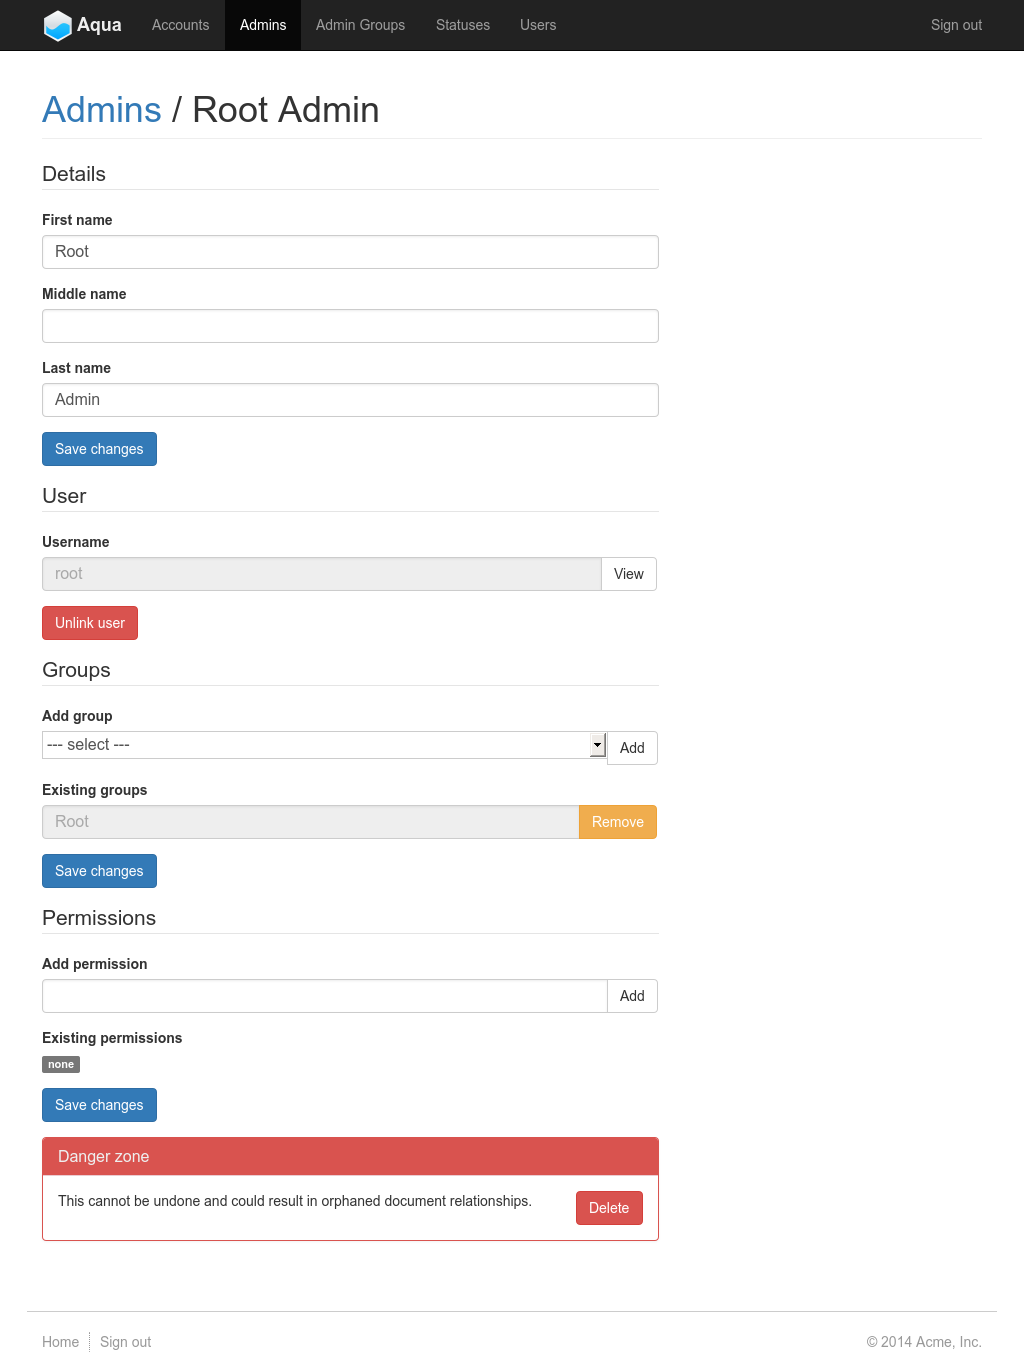 Aqua Accounts Admins Admin Groups Statuses Users Sign out
Admins / Root Admin
Details
First name
Root
Middle name
Last name
Admin
Save changes
User
Username
root View
Unlink user
Groups
Add group
--- select --- Add
Existing groups
Root Remove
Save changes
Permissions
Add permission
Add
Existing permissions
none
Save changes
Danger zone
This cannot be undone and could result in orphaned document relationships. Delete
Home Sign out © 2014 Acme, Inc.